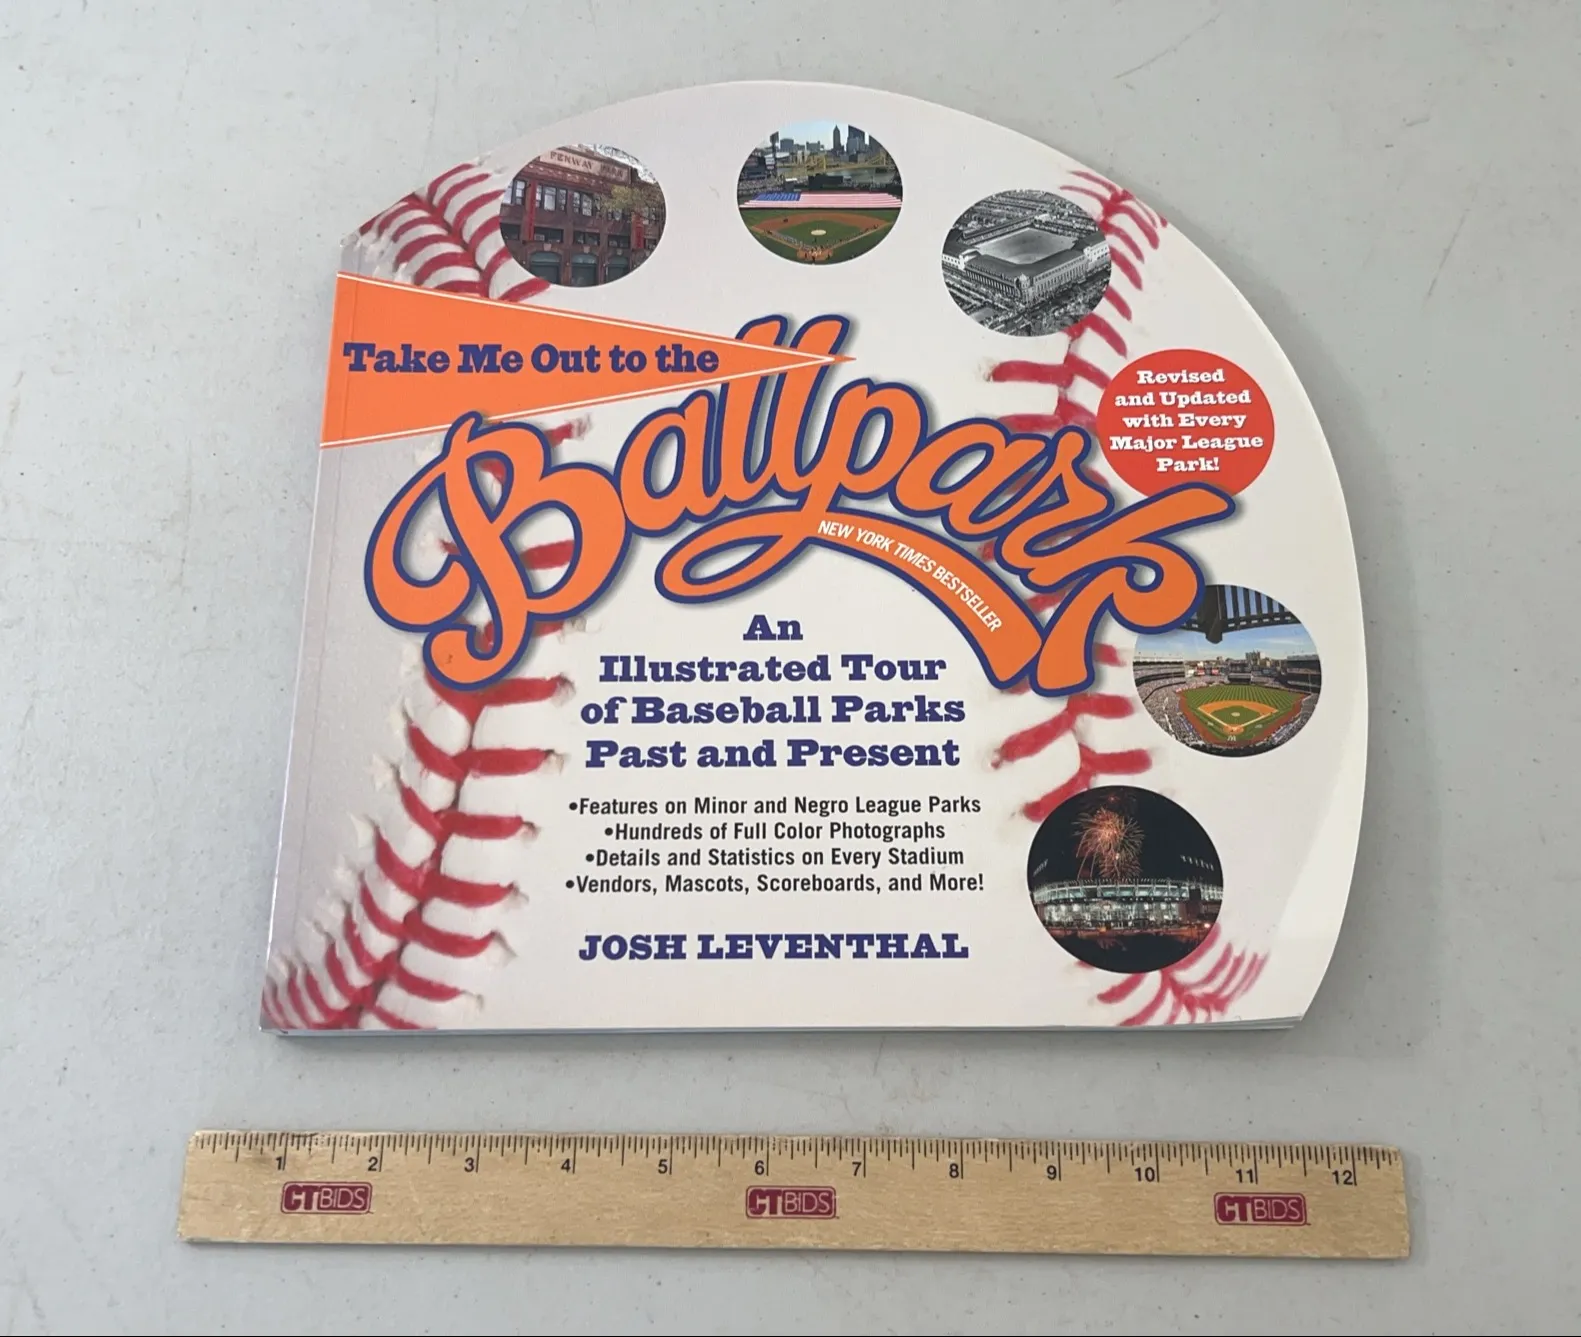 FENWAY PARK
Take Me Out to the
Ballpark
Revised
and Updated
with Every
Major League
Park!
NEW YORK TIMES BESTSELLER
An
Illustrated Tour
of Baseball Parks
Past and Present
•Features on Minor and Negro League Parks
•Hundreds of Full Color Photographs
•Details and Statistics on Every Stadium
•Vendors, Mascots, Scoreboards, and More!
JOSH LEVENTHAL
1 2 3 4 5 6 7 8 9 10 11 12
CTBIDS CTBIDS CTBIDS